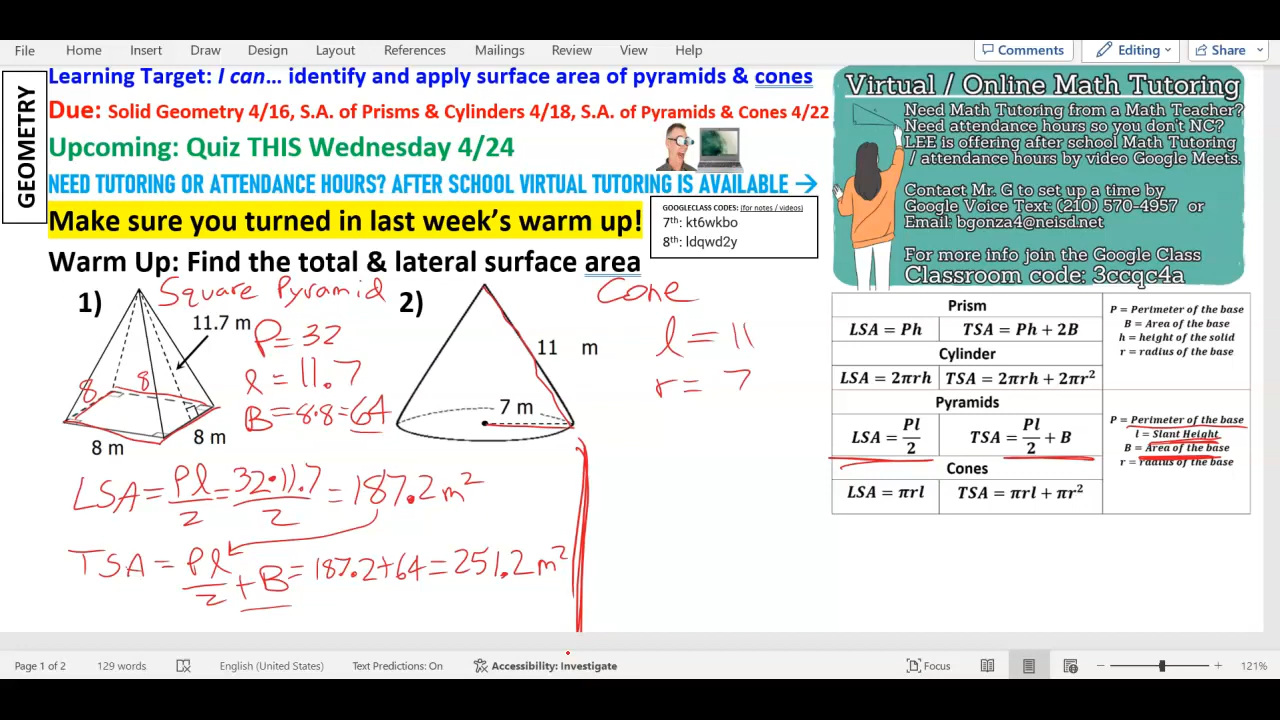 File Home Insert Draw Design Layout References Mailings Review View Help Comments Editing Share
GEOMETRY
Learning Target: I can… identify and apply surface area of pyramids & cones
Due: Solid Geometry 4/16, S.A. of Prisms & Cylinders 4/18, S.A. of Pyramids & Cones 4/22
Upcoming: Quiz THIS Wednesday 4/24
NEED TUTORING OR ATTENDANCE HOURS? AFTER SCHOOL VIRTUAL TUTORING IS AVAILABLE →
Make sure you turned in last week's warm up!
GOOGLECLASS CODES: (for notes / videos)
7th: kt6wkbo
8th: ldqwd2y
Warm Up: Find the total & lateral surface area
1) Square Pyramid
11.7 m
8
8
8 m
8 m
P = 32
l = 11.7
B = 8·8 = 64
LSA = Pl/2 = 32·11.7/2 = 187.2 m²
TSA = Pl/2 + B = 187.2 + 64 = 251.2 m²
2) Cone
11 m
7 m
l = 11
r = 7
Virtual / Online Math Tutoring
Need Math Tutoring from a Math Teacher?
Need attendance hours so you don't NC?
LEE is offering after school Math Tutoring
/ attendance hours by video Google Meets.
Contact Mr. G to set up a time by
Google Voice Text: (210) 570-4957 or
Email: bgonza4@neisd.net
For more info join the Google Class
Classroom code: 3ccqc4a
Prism
LSA = Ph TSA = Ph + 2B
Cylinder
LSA = 2πrh TSA = 2πrh + 2πr²
P = Perimeter of the base
B = Area of the base
h = height of the solid
r = radius of the base
Pyramids
LSA = Pl/2 TSA = Pl/2 + B
Cones
LSA = πrl TSA = πrl + πr²
P = Perimeter of the base
l = Slant Height
B = Area of the base
r = radius of the base
Page 1 of 2 129 words English (United States) Text Predictions: On Accessibility: Investigate Focus 121%